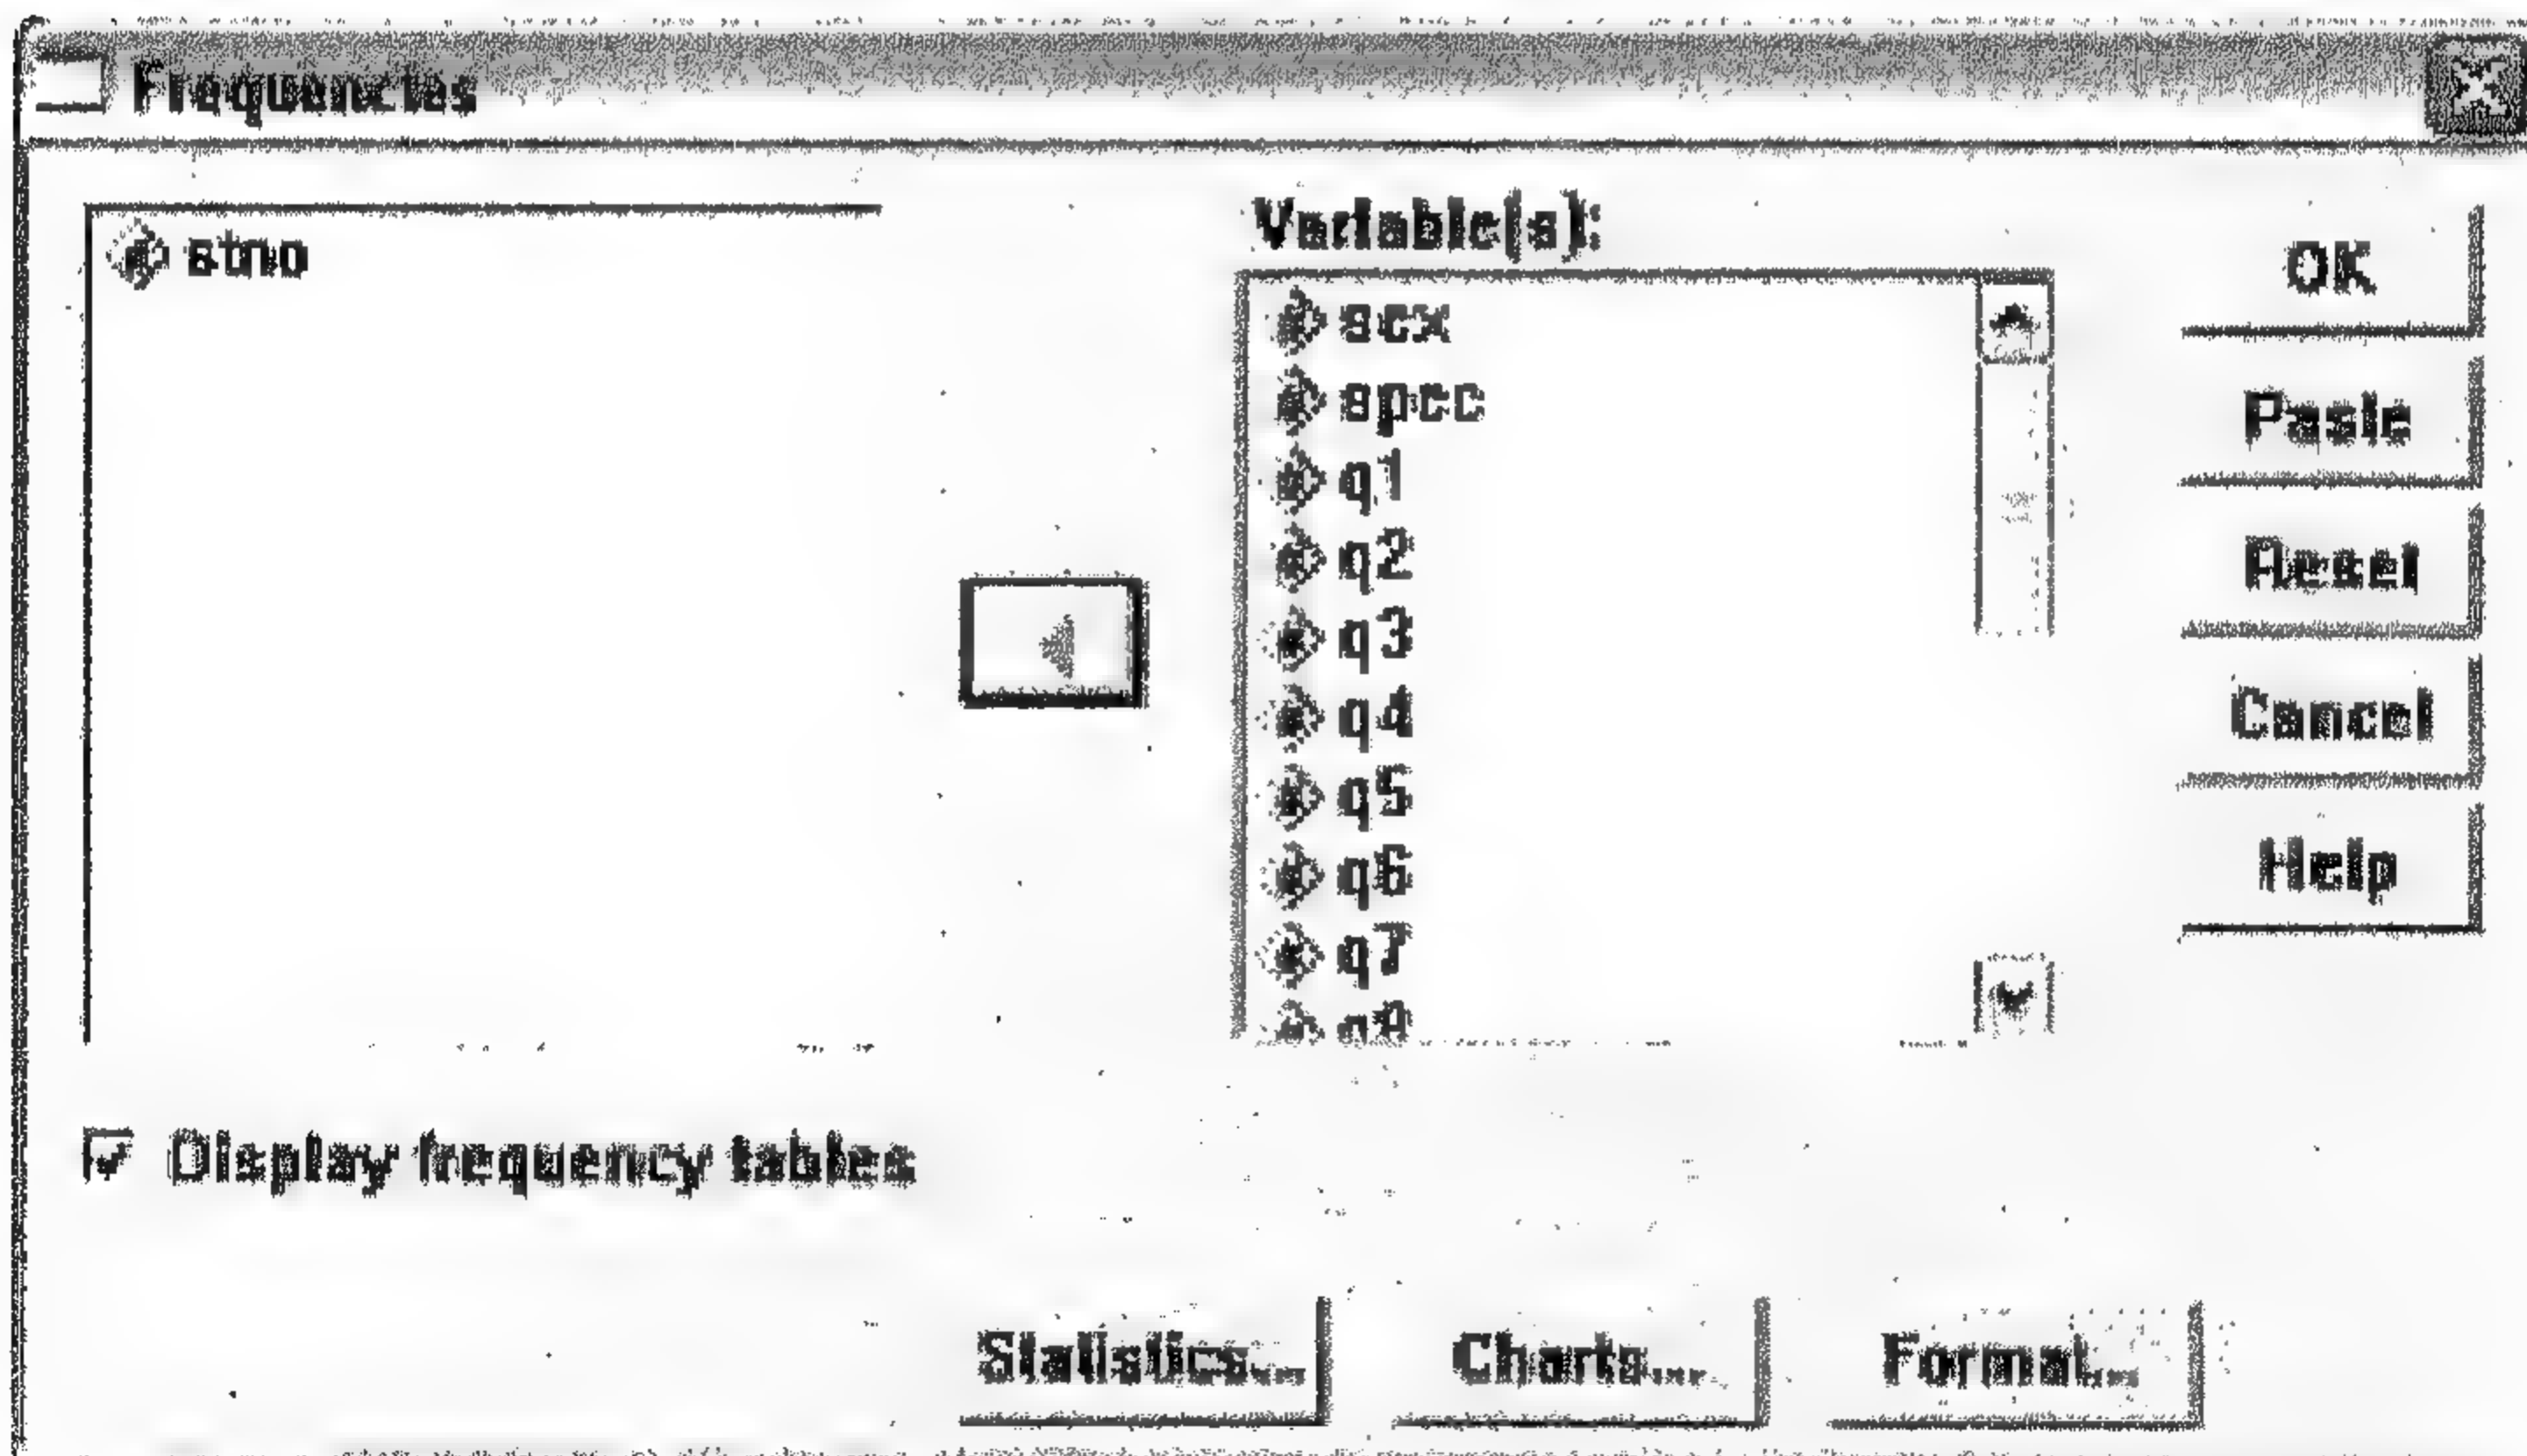 Frequencies
stno
Variable(s):
sex
spec
q1
q2
q3
q4
q5
q6
q7
OK
Paste
Reset
Cancel
Help
Display frequency tables
Statistics...
Charts...
Format...